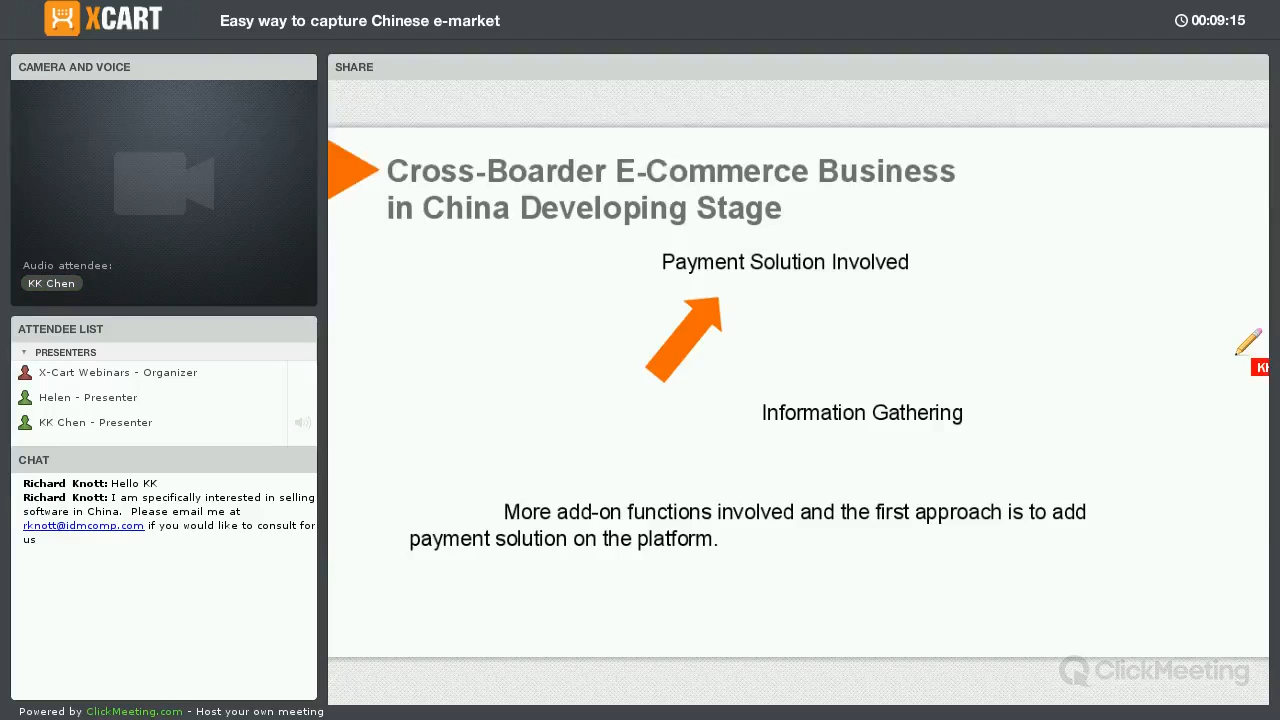 XCART
Easy way to capture Chinese e-market
00:09:15
CAMERA AND VOICE
Audio attendee:
KK Chen
ATTENDEE LIST
PRESENTERS
X-Cart Webinars - Organizer
Helen - Presenter
KK Chen - Presenter
CHAT
Richard Knott: Hello KK
Richard Knott: I am specifically interested in selling
software in China. Please email me at
rknott@idmcomp.com if you would like to consult for
us
Powered by ClickMeeting.com - Host your own meeting
SHARE
Cross-Boarder E-Commerce Business
in China Developing Stage
Payment Solution Involved
Information Gathering
More add-on functions involved and the first approach is to add
payment solution on the platform.
ClickMeeting